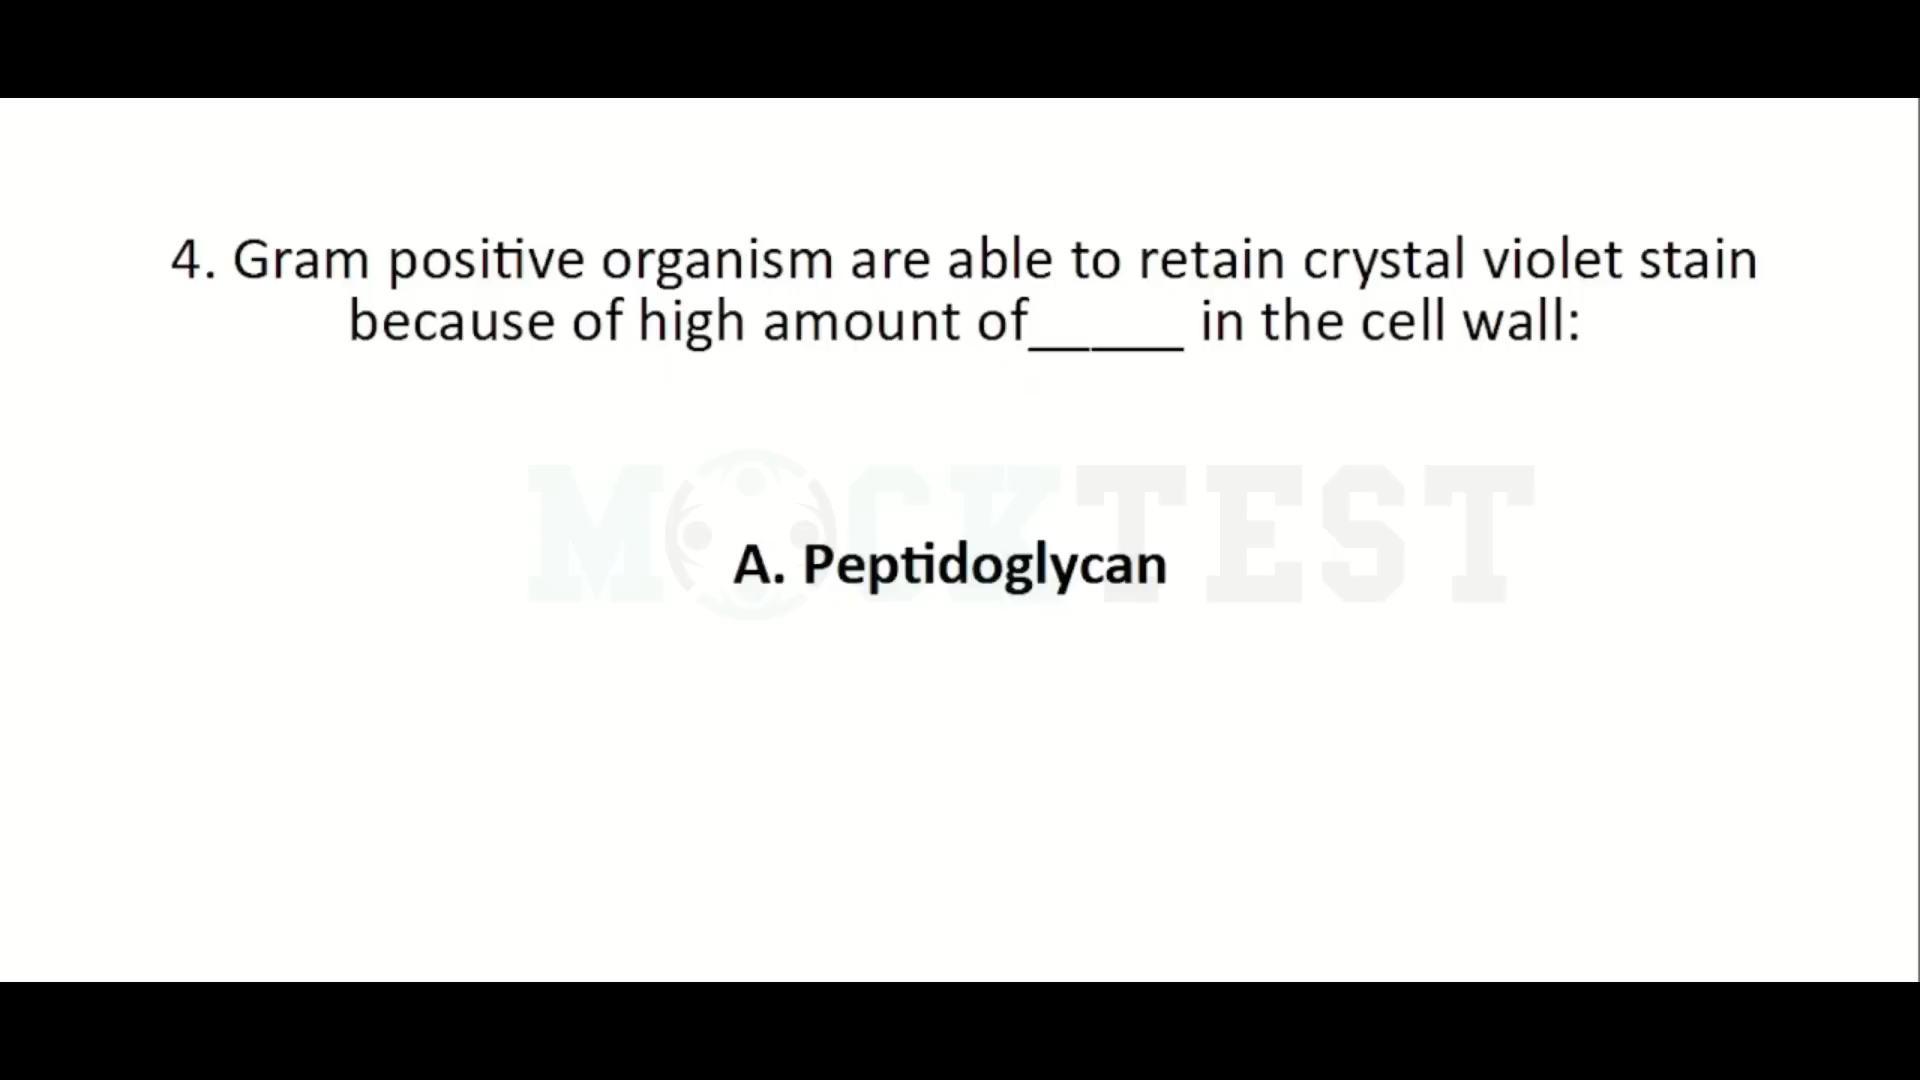 4. Gram positive organism are able to retain crystal violet stain
because of high amount of_____ in the cell wall:
MOCKTEST
A. Peptidoglycan